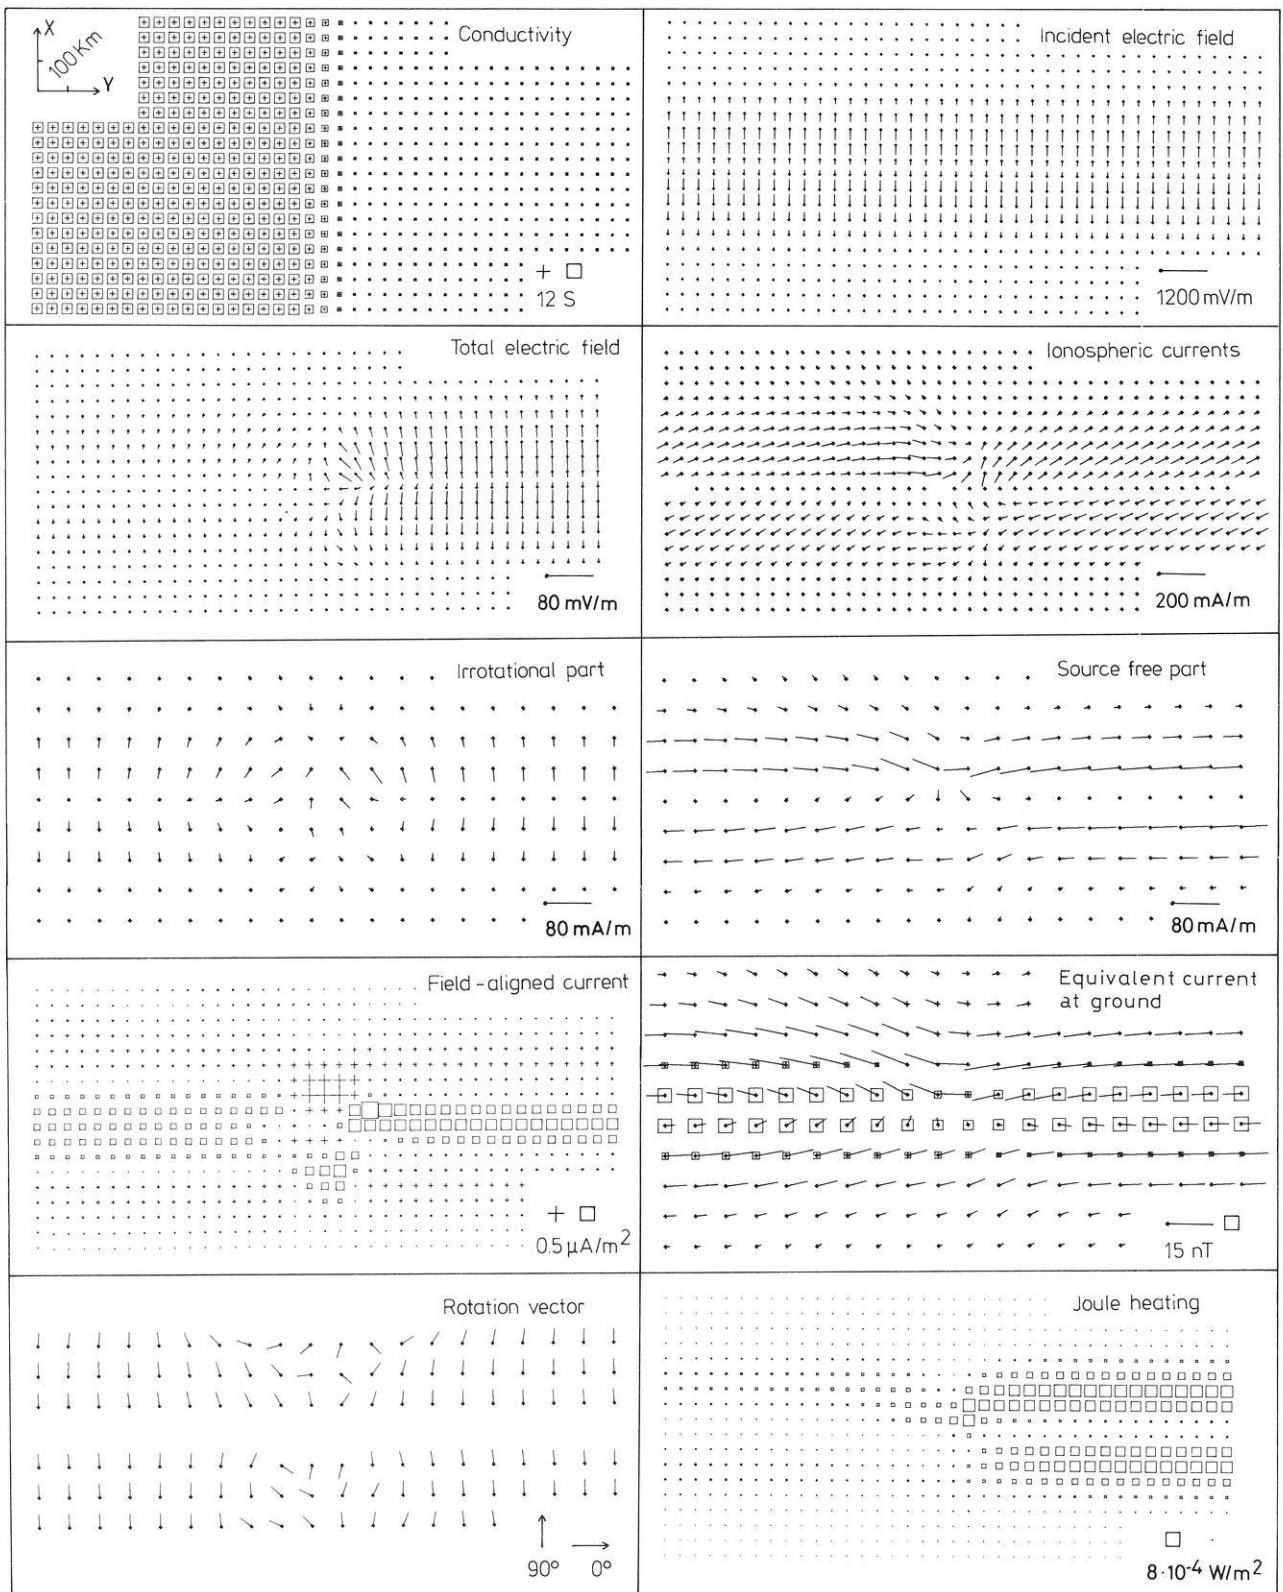 X
100 Km
Y
Conductivity
12 S
Incident electric field
1200 mV/m
Total electric field
80 mV/m
Ionospheric currents
200 mA/m
Irrotational part
80 mA/m
Source free part
80 mA/m
Field-aligned current
0.5 μA/m²
Equivalent current
at ground
15 nT
Rotation vector
90° 0°
Joule heating
8·10⁻⁴ W/m²